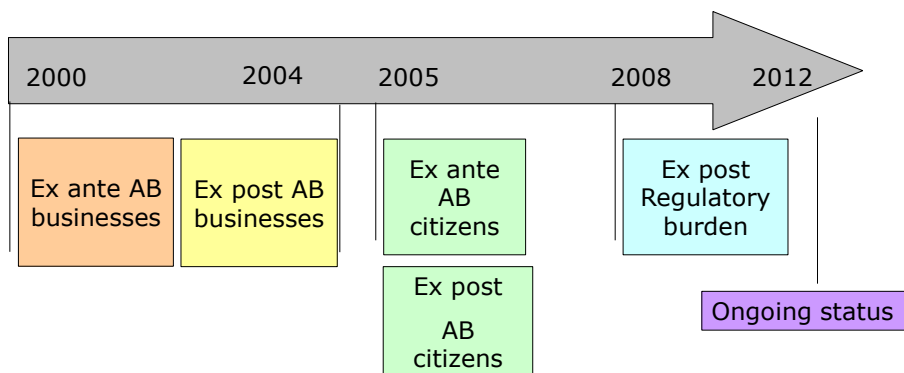 2000 2004 2005 2008 2012
Ex ante AB
businesses
Ex post AB
businesses
Ex ante
AB
citizens
Ex post
Regulatory
burden
Ex post
AB
citizens
Ongoing status